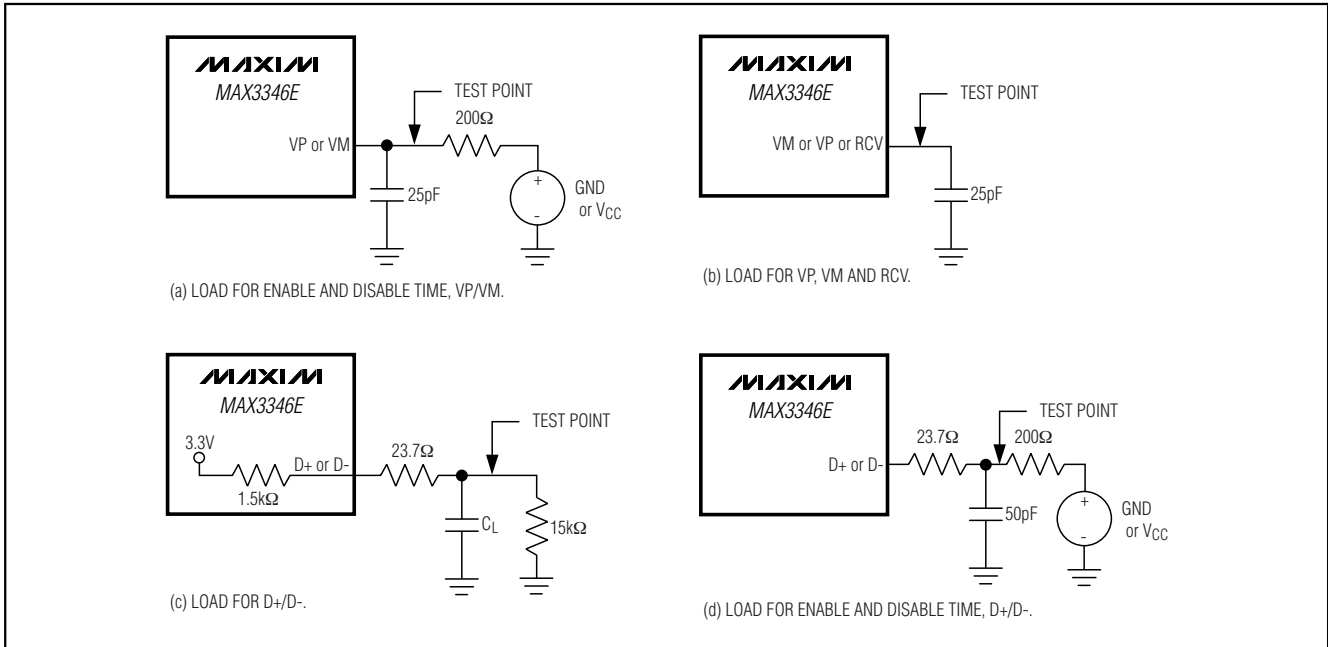 MAXIM
MAX3346E
TEST POINT
200Ω
VP or VM
25pF
+
-
GND
or VCC
(a) LOAD FOR ENABLE AND DISABLE TIME, VP/VM.
MAXIM
MAX3346E
TEST POINT
VM or VP or RCV
25pF
(b) LOAD FOR VP, VM AND RCV.
MAXIM
MAX3346E
TEST POINT
3.3V
23.7Ω
D+ or D-
1.5kΩ
CL
15kΩ
(c) LOAD FOR D+/D-.
MAXIM
MAX3346E
TEST POINT
23.7Ω
200Ω
D+ or D-
50pF
+
-
GND
or VCC
(d) LOAD FOR ENABLE AND DISABLE TIME, D+/D-.